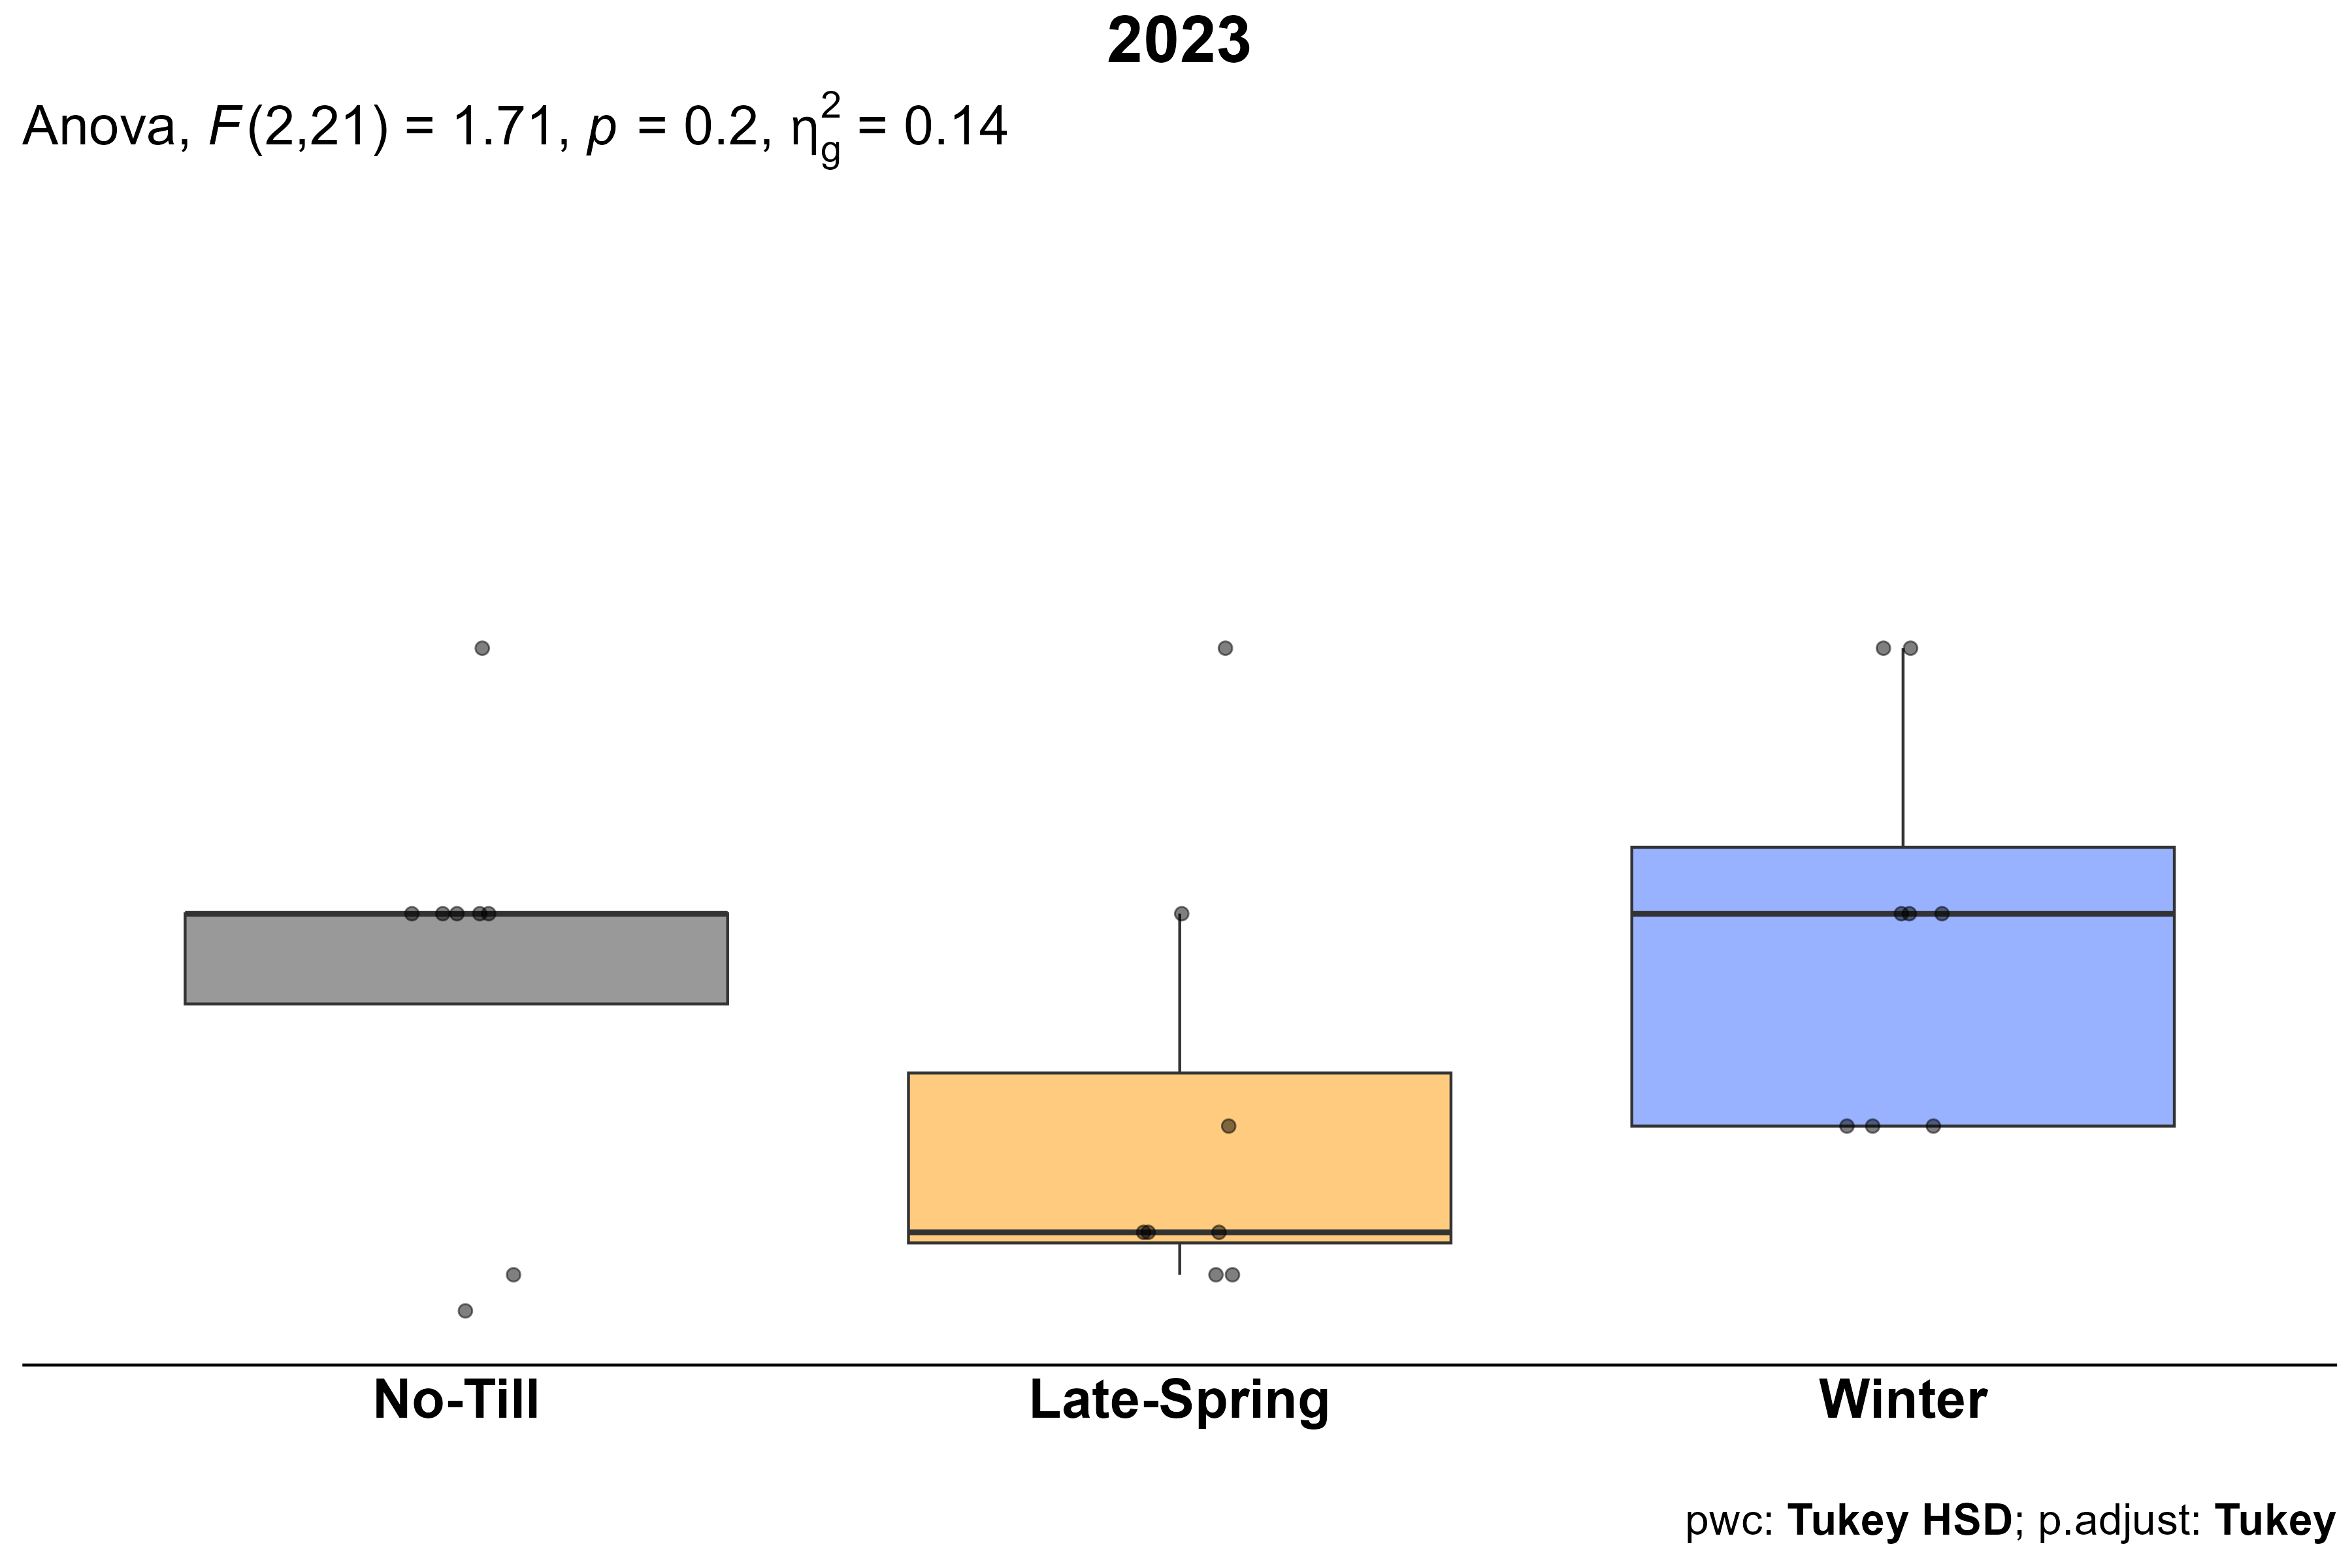 2023
Anova, F(2,21) = 1.71, p = 0.2, η²g = 0.14
No-Till Late-Spring Winter
pwc: Tukey HSD; p.adjust: Tukey